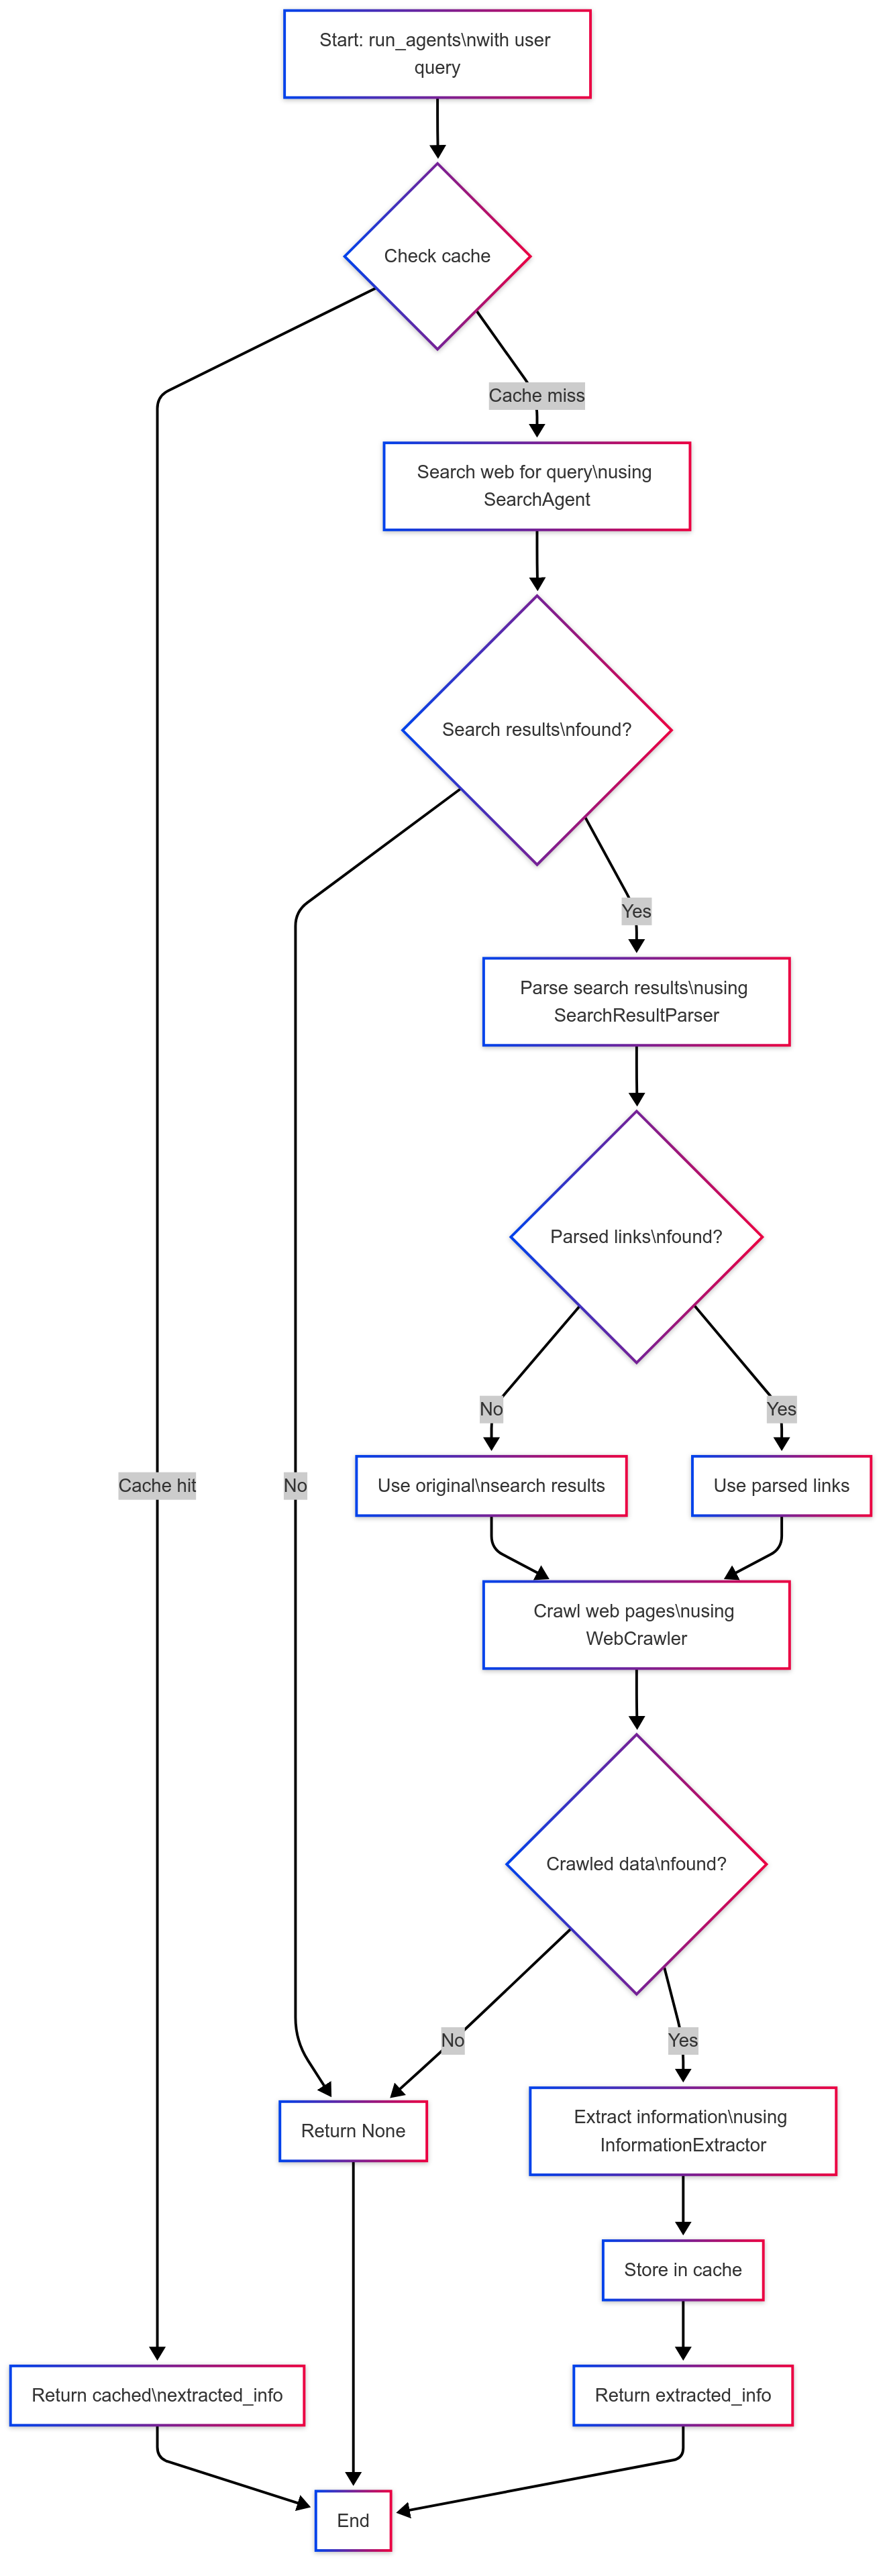 Start: run_agents\nwith user
query
Check cache
Cache miss
Search web for query\nusing
SearchAgent
Search results\nfound?
Yes
Parse search results\nusing
SearchResultParser
Parsed links\nfound?
No
Yes
Cache hit
No
Use original\nsearch results
Use parsed links
Crawl web pages\nusing
WebCrawler
Crawled data\nfound?
No
Yes
Return None
Extract information\nusing
InformationExtractor
Store in cache
Return cached\nextracted_info
Return extracted_info
End